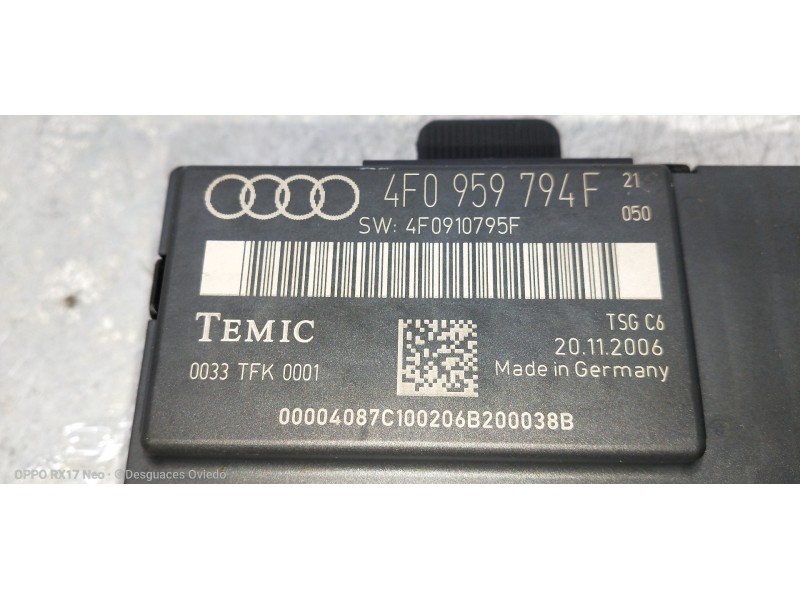 4F0 959 794 F 21
050
SW: 4F0910795F
TEMIC
TSG C6
20.11.2006
0033 TFK 0001
Made in Germany
00004087C100206B200038B
OPPO RX17 Neo · ©Desguaces Oviedo